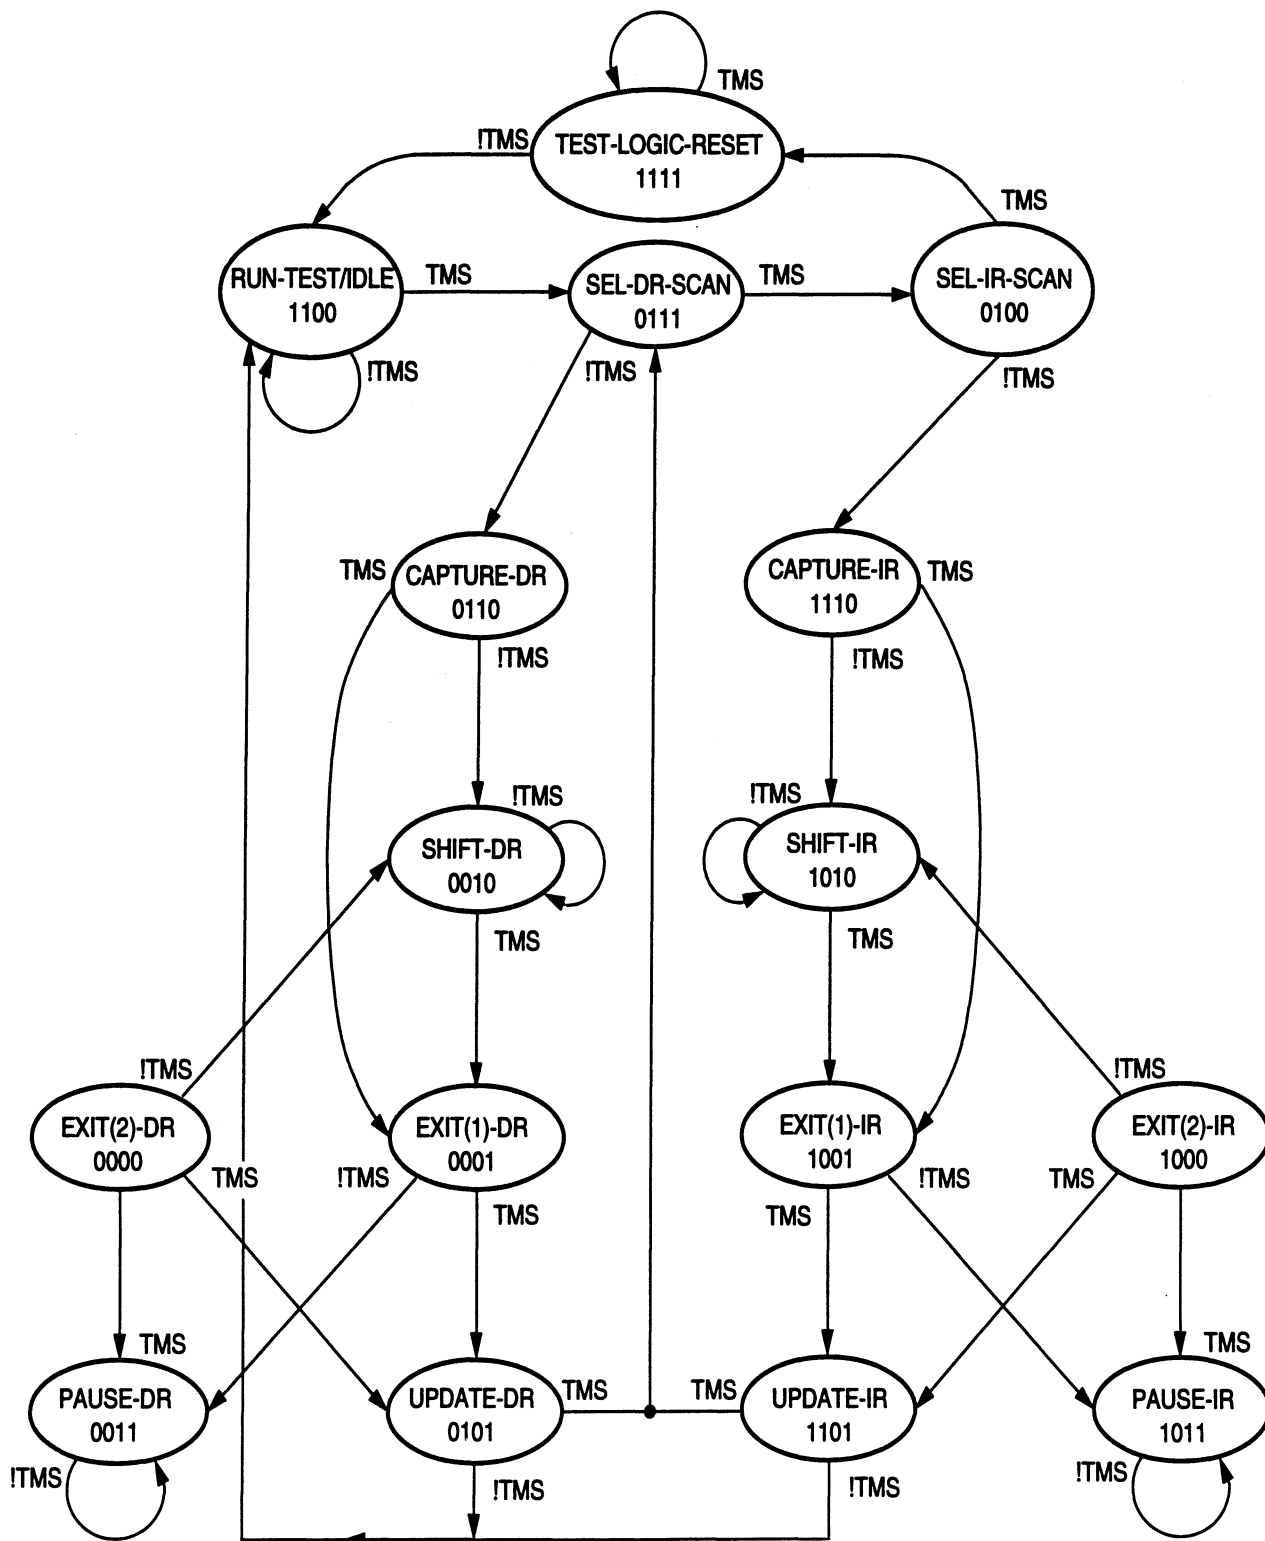 TMS
!TMS
TEST-LOGIC-RESET
1111
TMS
RUN-TEST/IDLE
1100
TMS
SEL-DR-SCAN
0111
TMS
SEL-IR-SCAN
0100
!TMS
!TMS
!TMS
TMS
CAPTURE-DR
0110
CAPTURE-IR
1110
TMS
!TMS
!TMS
!TMS
!TMS
SHIFT-DR
0010
SHIFT-IR
1010
TMS
TMS
!TMS
!TMS
EXIT(2)-DR
0000
EXIT(1)-DR
0001
EXIT(1)-IR
1001
EXIT(2)-IR
1000
TMS
!TMS
!TMS
TMS
TMS
TMS
TMS
TMS
PAUSE-DR
0011
UPDATE-DR
0101
TMS
TMS
UPDATE-IR
1101
PAUSE-IR
1011
!TMS
!TMS
!TMS
!TMS